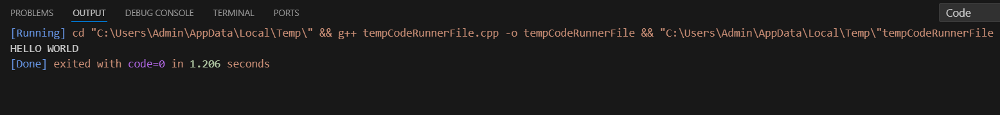 PROBLEMS OUTPUT DEBUG CONSOLE TERMINAL PORTS Code
[Running] cd "C:\Users\Admin\AppData\Local\Temp\" && g++ tempCodeRunnerFile.cpp -o tempCodeRunnerFile && "C:\Users\Admin\AppData\Local\Temp\"tempCodeRunnerFile
HELLO WORLD
[Done] exited with code=0 in 1.206 seconds